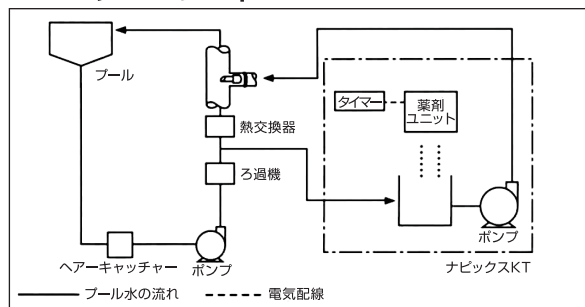 プール
タイマー
薬剤
ユニット
熱交換器
ろ過機
ヘアーキャッチャー
ポンプ
ポンプ
ナピックスKT
プール水の流れ
電気配線